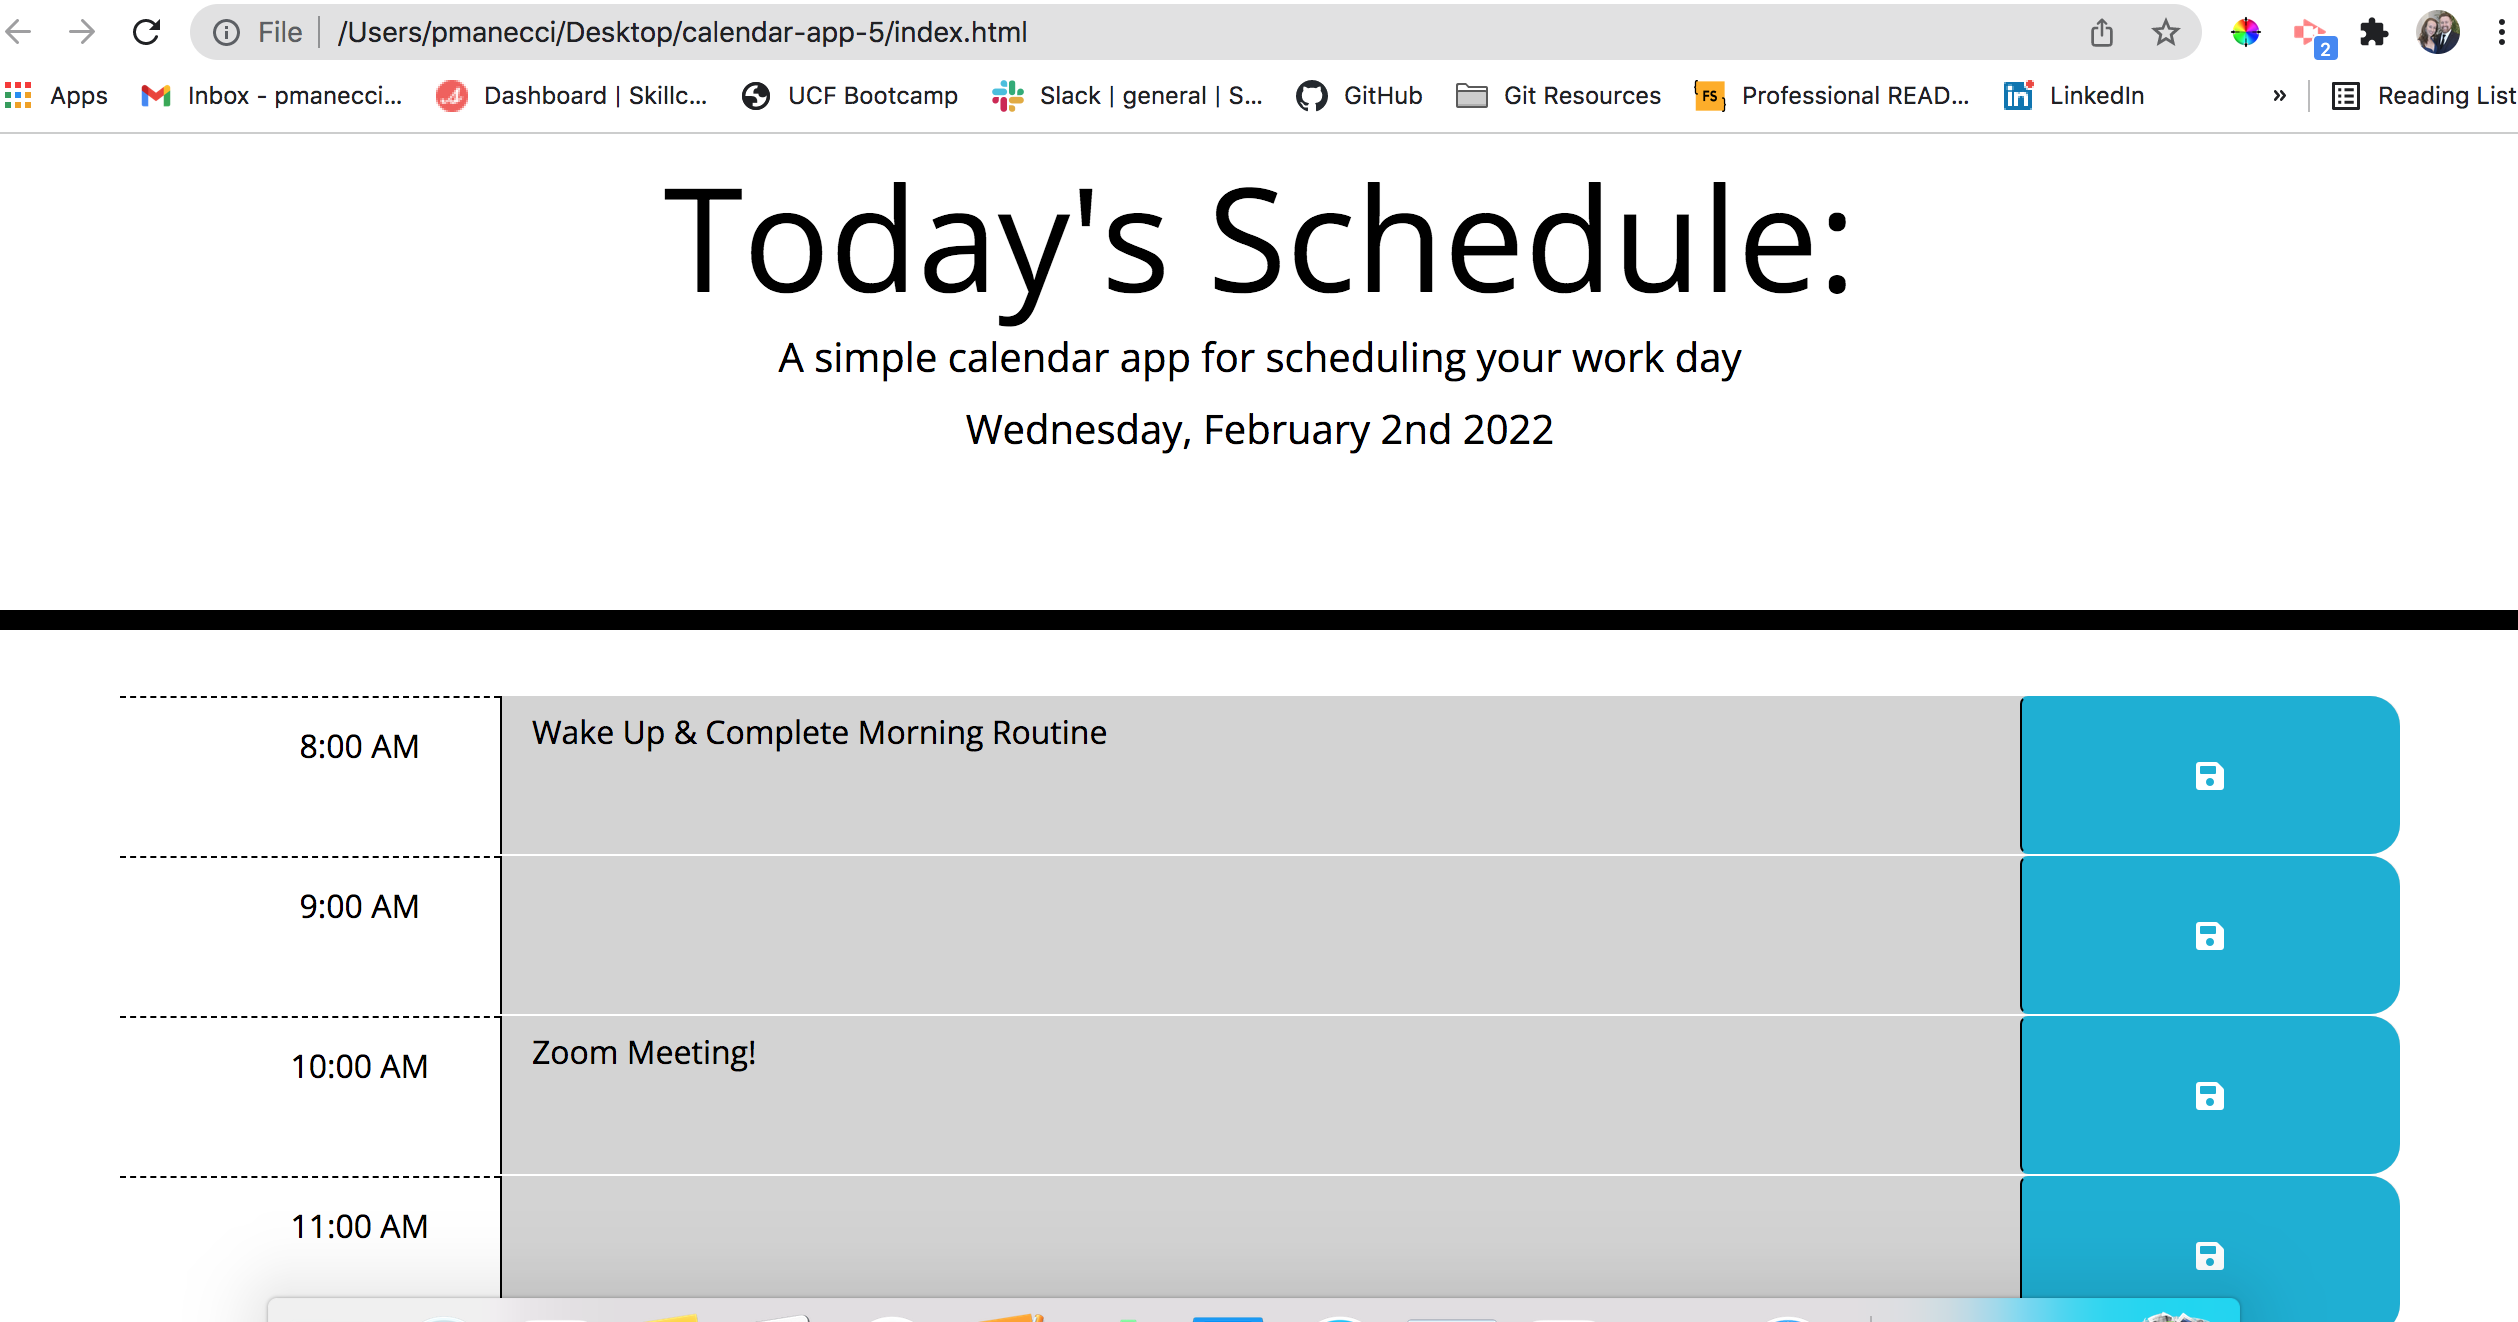 File | /Users/pmanecci/Desktop/calendar-app-5/index.html
2
Apps Inbox - pmanecci... Dashboard | Skillc... UCF Bootcamp Slack | general | S... GitHub Git Resources FS Professional READ... in LinkedIn » Reading List
Today's Schedule:
A simple calendar app for scheduling your work day
Wednesday, February 2nd 2022
8:00 AM Wake Up & Complete Morning Routine
9:00 AM
10:00 AM Zoom Meeting!
11:00 AM